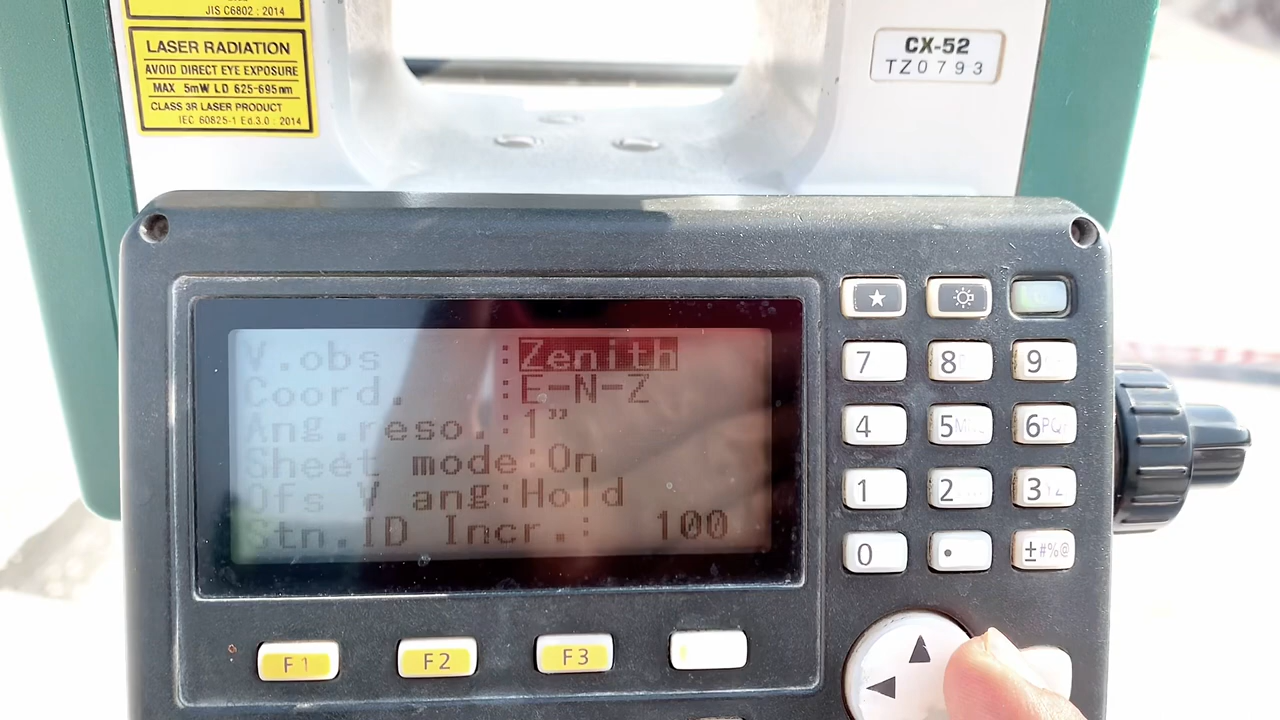 JIS C6802 : 2014
LASER RADIATION
AVOID DIRECT EYE EXPOSURE
MAX 5mW LD 625-695nm
CLASS 3R LASER PRODUCT
IEC 60825-1 Ed.3.0 : 2014
CX-52
TZ0793
V.obs :Zenith
Coord. :E-N-Z
Ang.reso.:1"
Sheet mode:On
Ofs V ang:Hold
Stn.ID Incr.: 100
7 8 9
4 5 6
1 2 3
0 • ±#%@
F1 F2 F3